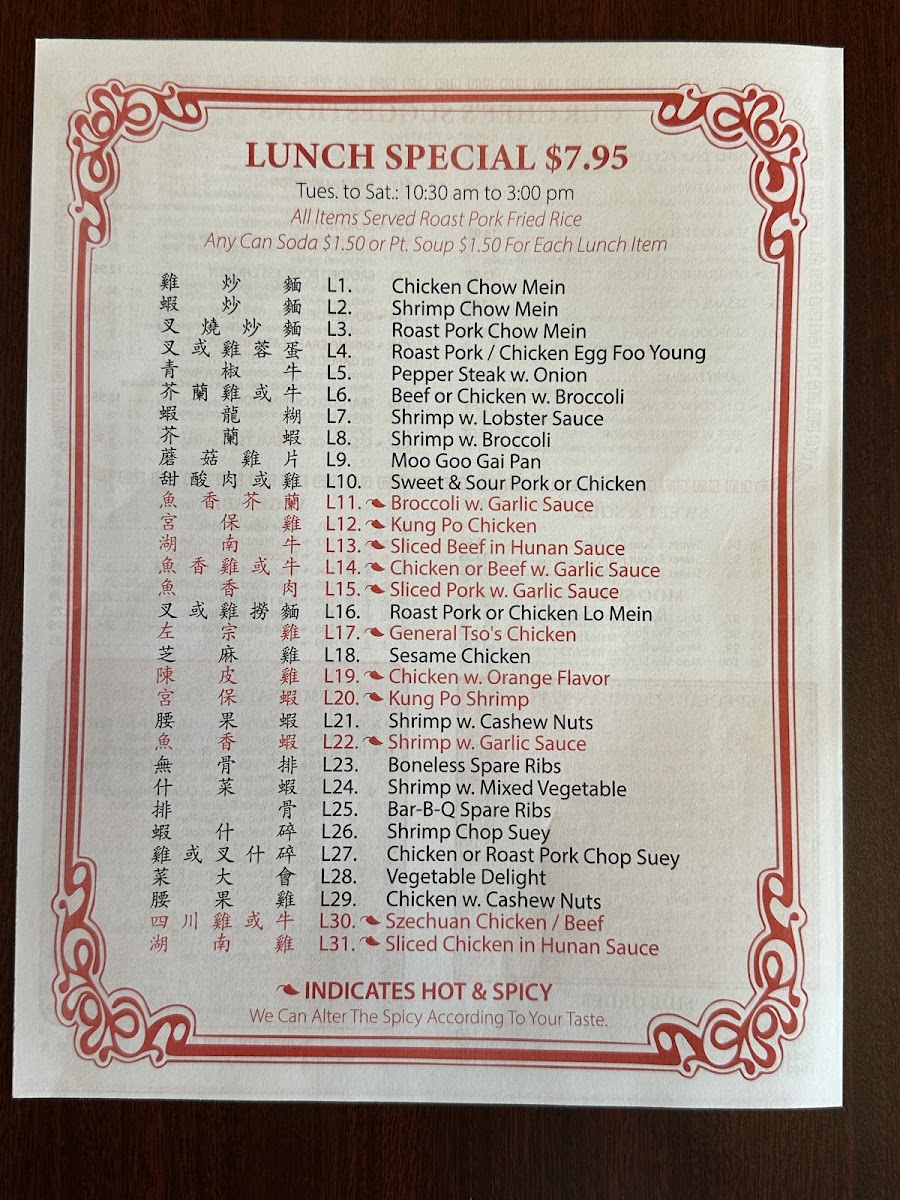 LUNCH SPECIAL $7.95
Tues. to Sat.: 10:30 am to 3:00 pm
All Items Served Roast Pork Fried Rice
Any Can Soda $1.50 or Pt. Soup $1.50 For Each Lunch Item
雞炒麵 L1. Chicken Chow Mein
蝦炒麵 L2. Shrimp Chow Mein
叉燒炒麵 L3. Roast Pork Chow Mein
叉或雞蓉蛋 L4. Roast Pork / Chicken Egg Foo Young
青椒牛 L5. Pepper Steak w. Onion
芥蘭雞或牛 L6. Beef or Chicken w. Broccoli
蝦龍糊 L7. Shrimp w. Lobster Sauce
芥蘭蝦 L8. Shrimp w. Broccoli
蘑菇雞片 L9. Moo Goo Gai Pan
甜酸肉或雞 L10. Sweet & Sour Pork or Chicken
魚香芥蘭 L11. Broccoli w. Garlic Sauce
宮保雞 L12. Kung Po Chicken
湖南牛 L13. Sliced Beef in Hunan Sauce
魚香雞或牛 L14. Chicken or Beef w. Garlic Sauce
魚香肉 L15. Sliced Pork w. Garlic Sauce
叉或雞撈麵 L16. Roast Pork or Chicken Lo Mein
左宗雞 L17. General Tso's Chicken
芝麻雞 L18. Sesame Chicken
陳皮雞 L19. Chicken w. Orange Flavor
宮保蝦 L20. Kung Po Shrimp
腰果蝦 L21. Shrimp w. Cashew Nuts
魚香蝦 L22. Shrimp w. Garlic Sauce
無骨排 L23. Boneless Spare Ribs
什菜蝦 L24. Shrimp w. Mixed Vegetable
排骨 L25. Bar-B-Q Spare Ribs
蝦什碎 L26. Shrimp Chop Suey
雞或叉什碎 L27. Chicken or Roast Pork Chop Suey
菜大會 L28. Vegetable Delight
腰果雞 L29. Chicken w. Cashew Nuts
四川雞或牛 L30. Szechuan Chicken / Beef
湖南雞 L31. Sliced Chicken in Hunan Sauce
INDICATES HOT & SPICY
We Can Alter The Spicy According To Your Taste.